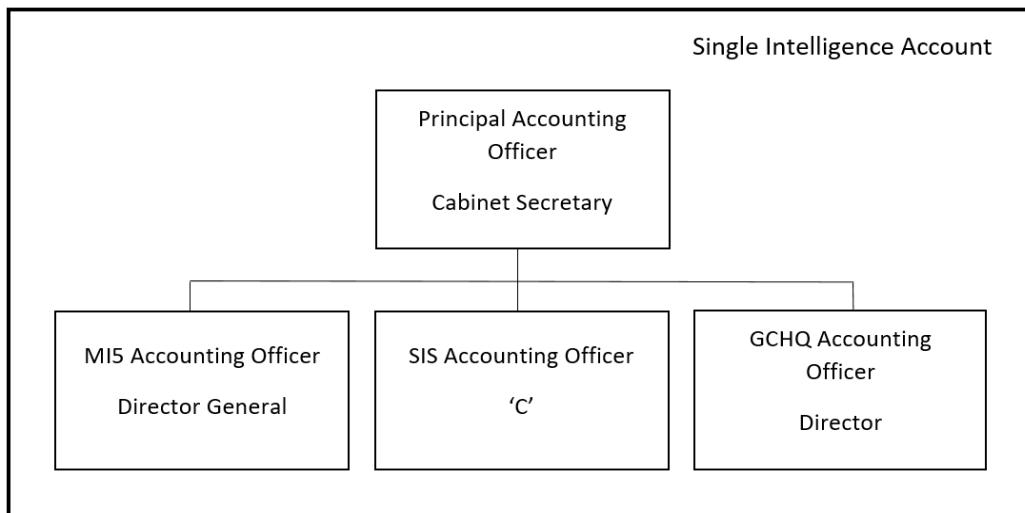 Single Intelligence Account
Principal Accounting
Officer
Cabinet Secretary
MI5 Accounting Officer
Director General
SIS Accounting Officer
‘C’
GCHQ Accounting
Officer
Director